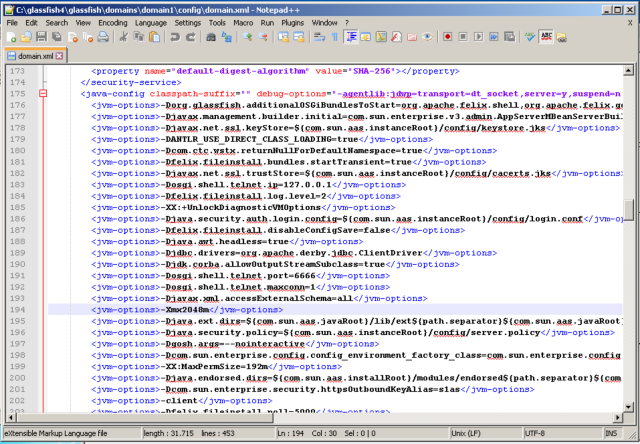 C:\glassfish4\glassfish\domains\domain1\config\domain.xml - Notepad++
File Edit Search View Encoding Language Settings Tools Macro Run Plugins Window ? X
domain.xml
173 <property name="default-digest-algorithm" value="SHA-256"></property>
174 </security-service>
175 <java-config classpath-suffix="" debug-options="-agentlib:jdwp=transport=dt_socket,server=y,suspend=n
176 <jvm-options>-Dorg.glassfish.additionalOSGiBundlesToStart=org.apache.felix.shell,org.apache.felix.go
177 <jvm-options>-Djavax.management.builder.initial=com.sun.enterprise.v3.admin.AppServerMBeanServerBuil
178 <jvm-options>-Djavax.net.ssl.keyStore=${com.sun.aas.instanceRoot}/config/keystore.jks</jvm-options>
179 <jvm-options>-DANTLR_USE_DIRECT_CLASS_LOADING=true</jvm-options>
180 <jvm-options>-Dcom.ctc.wstx.returnNullForDefaultNamespace=true</jvm-options>
181 <jvm-options>-Dfelix.fileinstall.bundles.startTransient=true</jvm-options>
182 <jvm-options>-Djavax.net.ssl.trustStore=${com.sun.aas.instanceRoot}/config/cacerts.jks</jvm-options>
183 <jvm-options>-Dosgi.shell.telnet.ip=127.0.0.1</jvm-options>
184 <jvm-options>-Dfelix.fileinstall.log.level=2</jvm-options>
185 <jvm-options>-XX:+UnlockDiagnosticVMOptions</jvm-options>
186 <jvm-options>-Djava.security.auth.login.config=${com.sun.aas.instanceRoot}/config/login.conf</jvm-op
187 <jvm-options>-Dfelix.fileinstall.disableConfigSave=false</jvm-options>
188 <jvm-options>-Djava.awt.headless=true</jvm-options>
189 <jvm-options>-Djdbc.drivers=org.apache.derby.jdbc.ClientDriver</jvm-options>
190 <jvm-options>-Djdk.corba.allowOutputStreamSubclass=true</jvm-options>
191 <jvm-options>-Dosgi.shell.telnet.port=6666</jvm-options>
192 <jvm-options>-Dosgi.shell.telnet.maxconn=1</jvm-options>
193 <jvm-options>-Djavax.xml.accessExternalSchema=all</jvm-options>
194 <jvm-options>-Xmx2048m</jvm-options>
195 <jvm-options>-Djava.ext.dirs=${com.sun.aas.javaRoot}/lib/ext${path.separator}${com.sun.aas.javaRoot}
196 <jvm-options>-Djava.security.policy=${com.sun.aas.instanceRoot}/config/server.policy</jvm-options>
197 <jvm-options>-Dgosh.args=--nointeractive</jvm-options>
198 <jvm-options>-Dcom.sun.enterprise.config.config_environment_factory_class=com.sun.enterprise.config
199 <jvm-options>-XX:MaxPermSize=192m</jvm-options>
200 <jvm-options>-Djava.endorsed.dirs=${com.sun.aas.installRoot}/modules/endorsed${path.separator}${com.
201 <jvm-options>-Dcom.sun.enterprise.security.httpsOutboundKeyAlias=s1as</jvm-options>
202 <jvm-options>-client</jvm-options>
203 <jvm-options>-Dfelix.fileinstall.poll=5000</jvm-options>
eXtensible Markup Language file length : 31.715 lines : 453 Ln : 194 Col : 30 Sel : 0 | 0 Unix (LF) UTF-8 INS